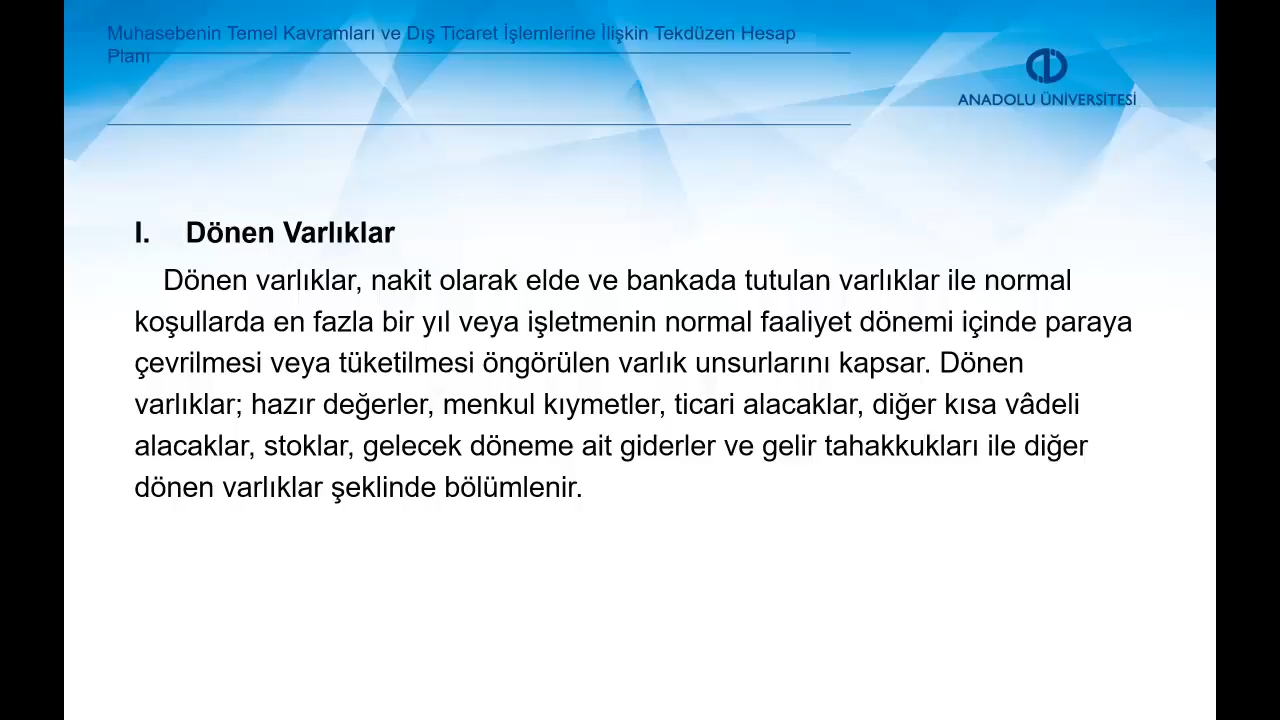 Muhasebenin Temel Kavramları ve Dış Ticaret İşlemlerine İlişkin Tekdüzen Hesap
Planı
ANADOLU ÜNİVERSİTESİ
I. Dönen Varlıklar
Dönen varlıklar, nakit olarak elde ve bankada tutulan varlıklar ile normal
koşullarda en fazla bir yıl veya işletmenin normal faaliyet dönemi içinde paraya
çevrilmesi veya tüketilmesi öngörülen varlık unsurlarını kapsar. Dönen
varlıklar; hazır değerler, menkul kıymetler, ticari alacaklar, diğer kısa vâdeli
alacaklar, stoklar, gelecek döneme ait giderler ve gelir tahakkukları ile diğer
dönen varlıklar şeklinde bölümlenir.